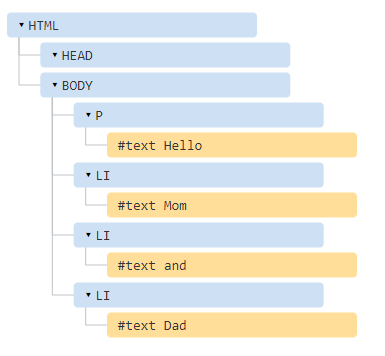 ▾ HTML
▾ HEAD
▾ BODY
▾ P
#text Hello
▾ LI
#text Mom
▾ LI
#text and
▾ LI
#text Dad